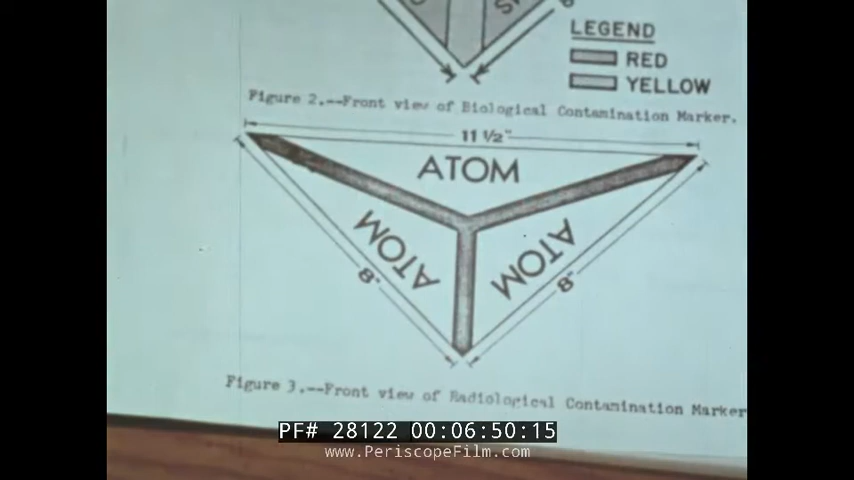 LEGEND
RED
YELLOW
Figure 2.--Front view of Biological Contamination Marker.
11 1/2"
ATOM
ATOM
ATOM
8"
8"
Figure 3.--Front view of Radiological Contamination Marker
PF# 28122 00:06:50:15
www.PeriscopeFilm.com